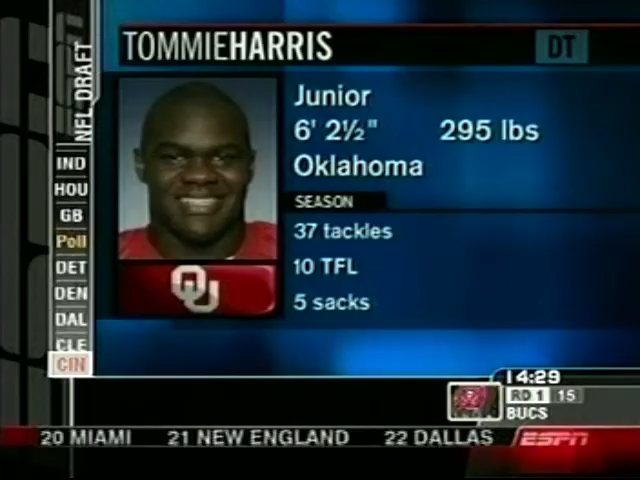 TOMMIEHARRIS DT
NFL DRAFT
IND
HOU
GB
Poll
DET
DEN
DAL
CLE
CIN
Junior
6' 2½" 295 lbs
Oklahoma
SEASON
37 tackles
10 TFL
5 sacks
OU
14:29
RD 1 15
BUCS
20 MIAMI 21 NEW ENGLAND 22 DALLAS ESPN